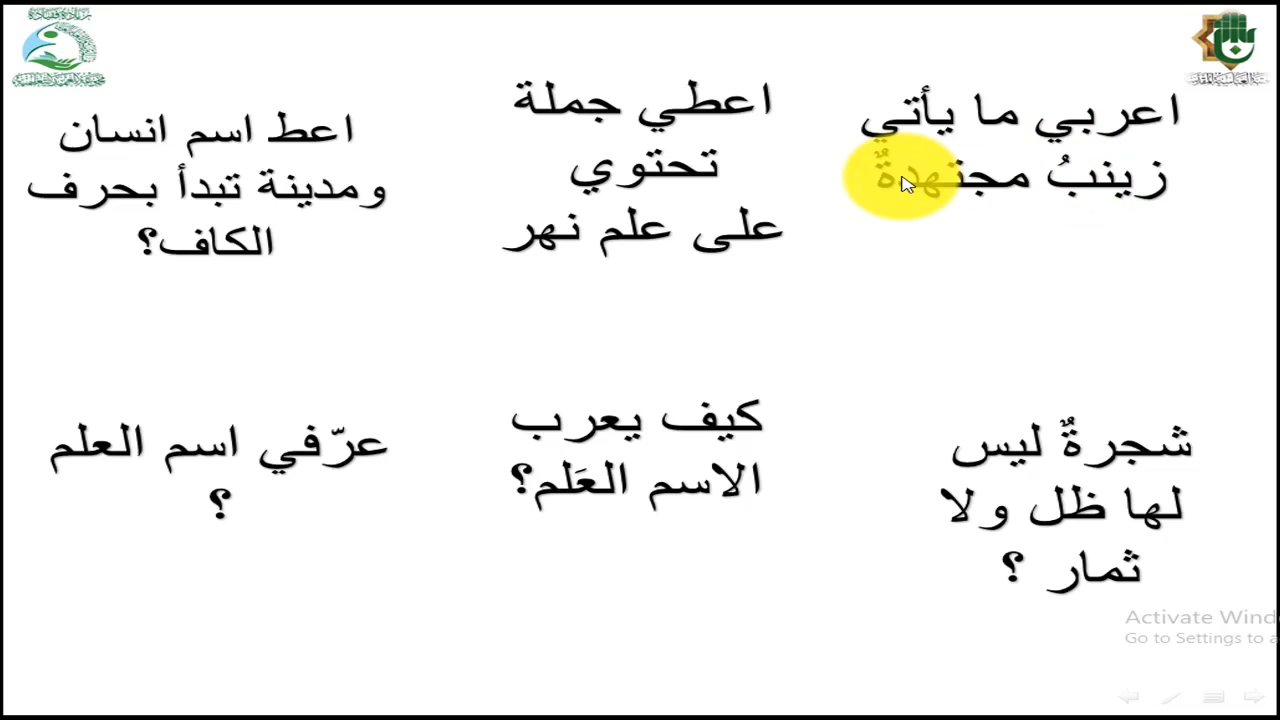 اعربي ما يأتي
زينبُ مجتهدةٌ
اعطي جملة
تحتوي
على علم نهر
اعط اسم انسان
ومدينة تبدأ بحرف
الكاف؟
شجرةٌ ليس
لها ظل ولا
ثمار ؟
كيف يعرب
الاسم العَلم؟
عرّفي اسم العلم
؟
Activate Wind
Go to Settings to a